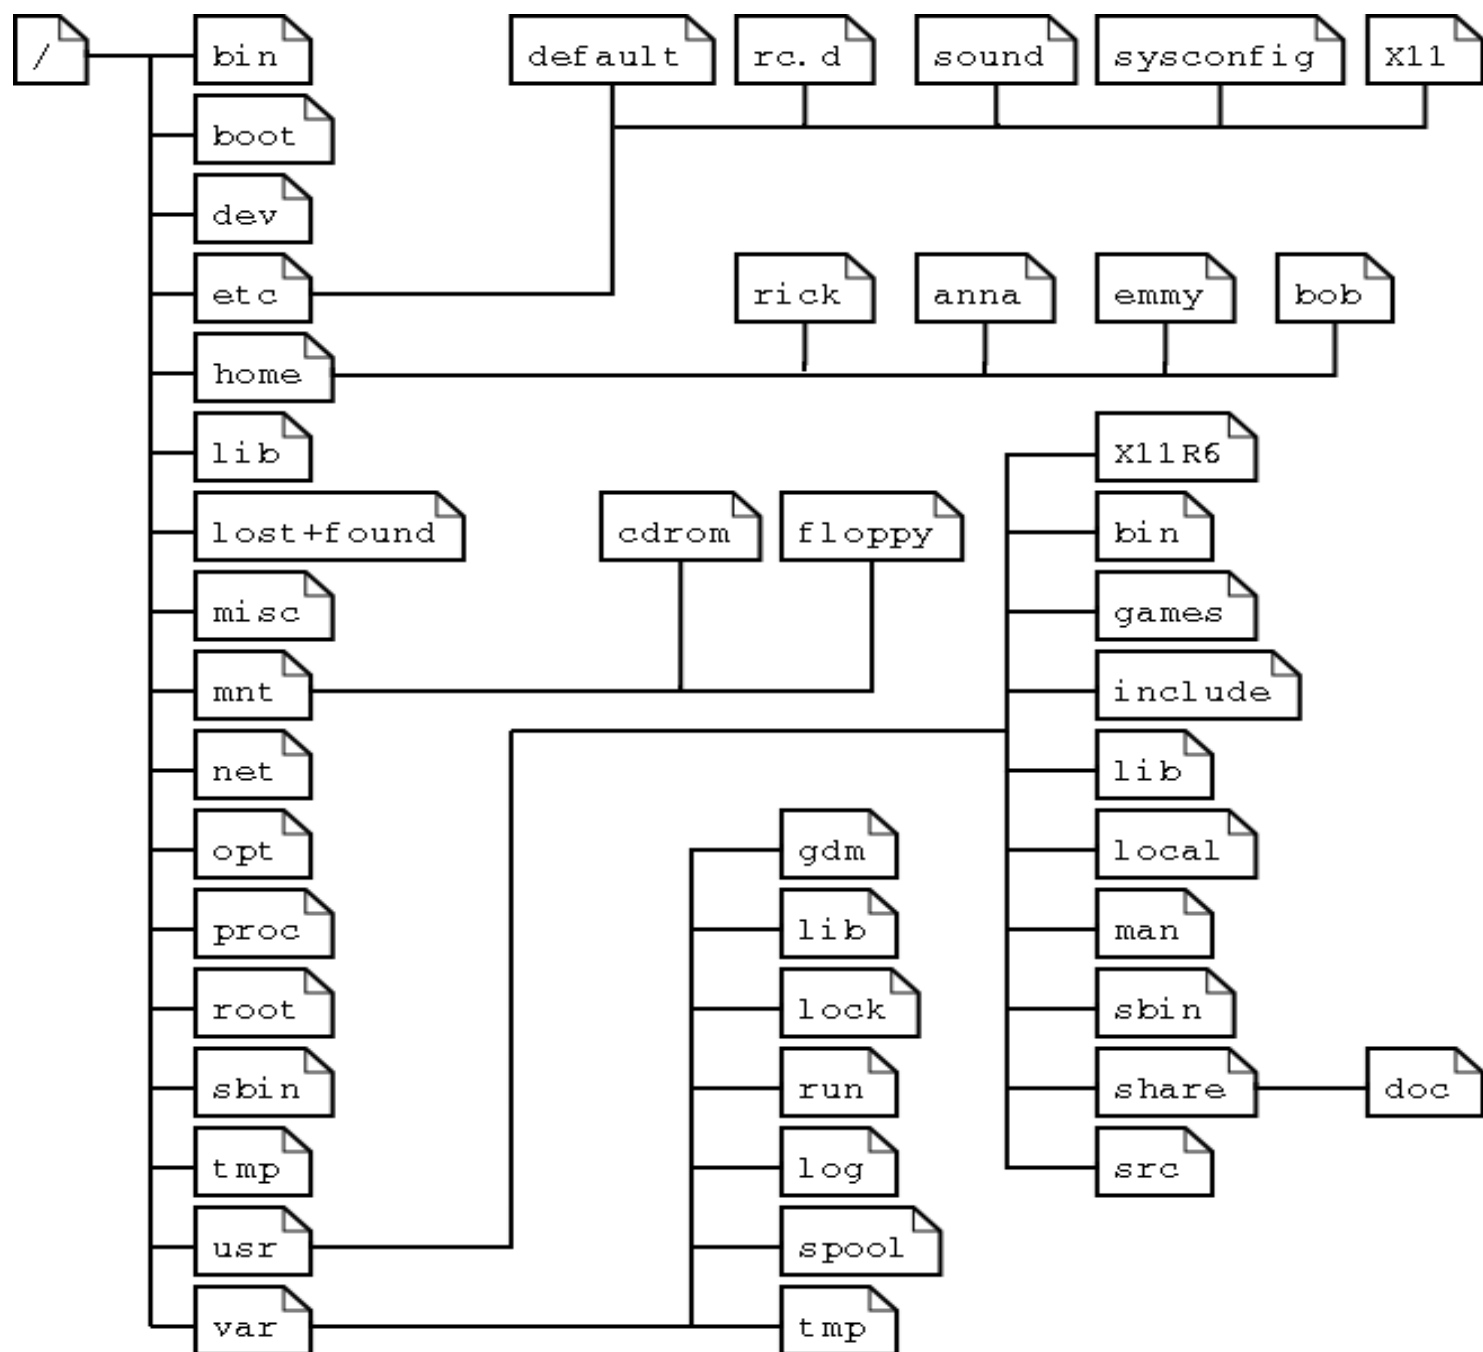 / bin default rc.d sound sysconfig X11
boot
dev
etc rick anna emmy bob
home
lib X11R6
lost+found cdrom floppy bin
misc games
mnt include
net lib
opt gdm local
proc lib man
root lock sbin
sbin run share doc
tmp log src
usr spool
var tmp